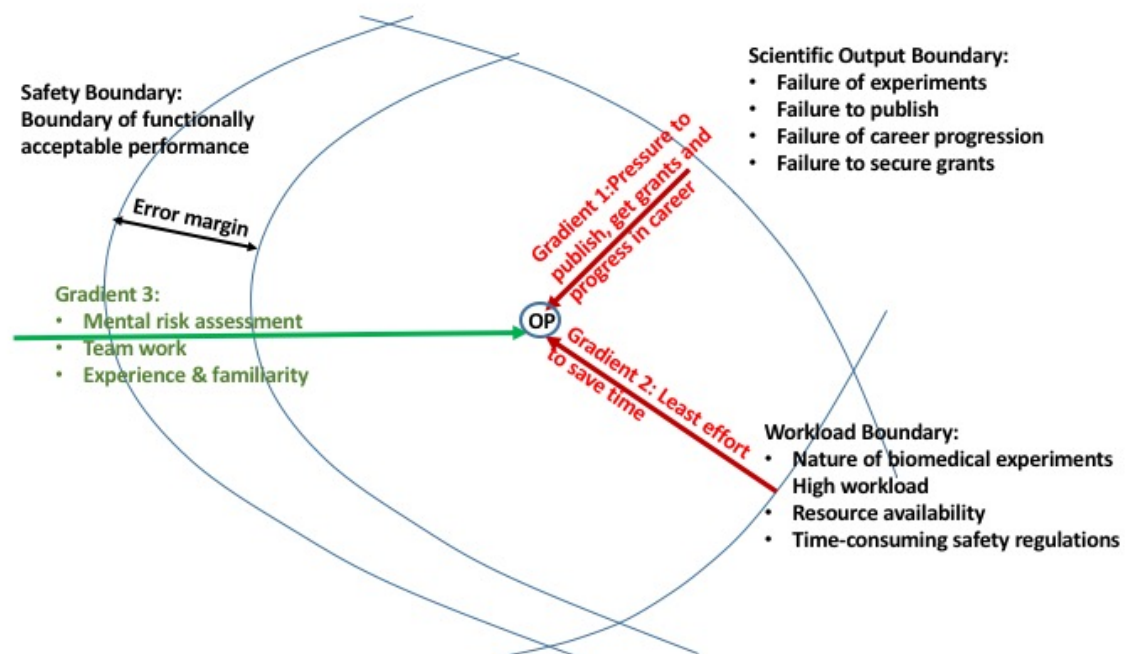 Safety Boundary:
Boundary of functionally
acceptable performance
Error margin
Gradient 3:
• Mental risk assessment
• Team work
• Experience & familiarity
OP
Gradient 1:Pressure to
publish, get grants and
progress in career
Gradient 2: Least effort
to save time
Scientific Output Boundary:
• Failure of experiments
• Failure to publish
• Failure of career progression
• Failure to secure grants
Workload Boundary:
• Nature of biomedical experiments
• High workload
• Resource availability
• Time-consuming safety regulations